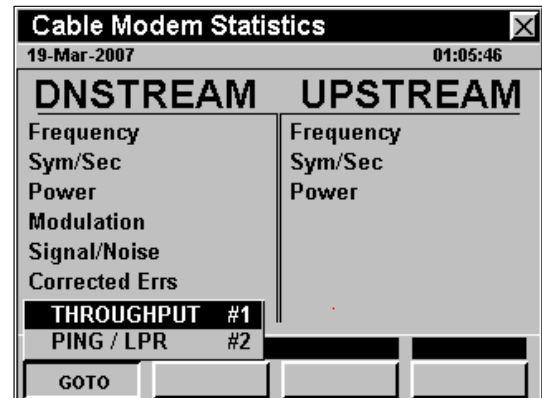 Cable Modem Statistics
19-Mar-2007 01:05:46
DNSTREAM UPSTREAM
Frequency Frequency
Sym/Sec Sym/Sec
Power Power
Modulation
Signal/Noise
Corrected Errs
THROUGHPUT #1
PING / LPR #2
GOTO